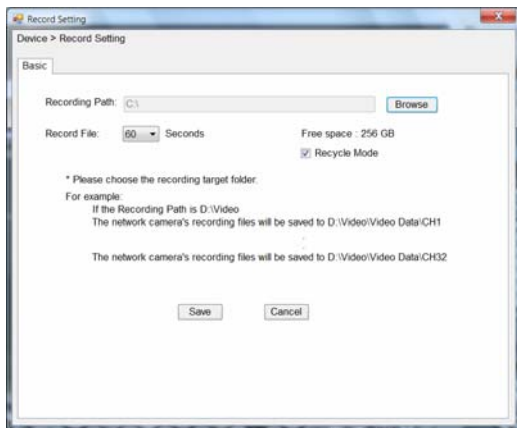 Record Setting
Device > Record Setting
Basic
Recording Path: C:\ Browse
Record File: 60 Seconds Free space : 256 GB
Recycle Mode
* Please choose the recording target folder.
For example:
If the Recording Path is D:\Video
The network camera's recording files will be saved to D:\Video\Video Data\CH1
:
The network camera's recording files will be saved to D:\Video\Video Data\CH32
Save Cancel